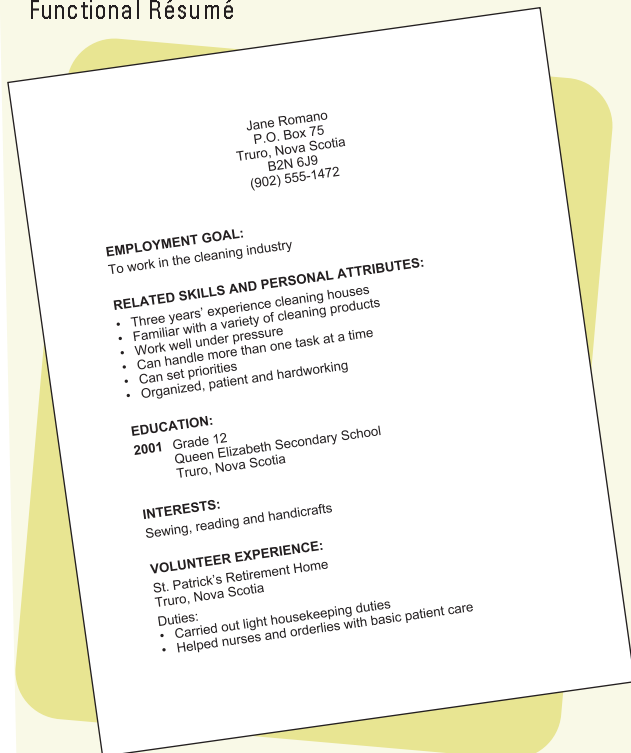 Functional Résumé
Jane Romano
P.O. Box 75
Truro, Nova Scotia
B2N 6J9
(902) 555-1472
EMPLOYMENT GOAL:
To work in the cleaning industry
RELATED SKILLS AND PERSONAL ATTRIBUTES:
• Three years' experience cleaning houses
• Familiar with a variety of cleaning products
• Work well under pressure
• Can handle more than one task at a time
• Can set priorities
• Organized, patient and hardworking
EDUCATION:
2001 Grade 12
Queen Elizabeth Secondary School
Truro, Nova Scotia
INTERESTS:
Sewing, reading and handicrafts
VOLUNTEER EXPERIENCE:
St. Patrick's Retirement Home
Truro, Nova Scotia
Duties:
• Carried out light housekeeping duties
• Helped nurses and orderlies with basic patient care